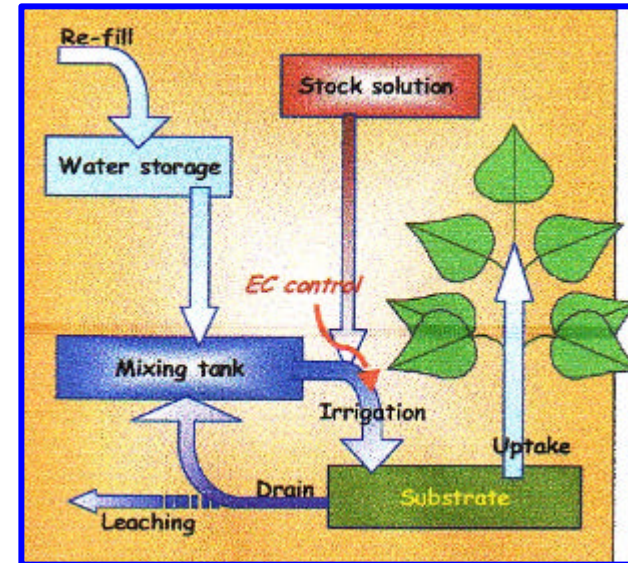 Re-fill
Stock solution
Water storage
EC control
Mixing tank
Irrigation
Uptake
Drain
Substrate
Leaching